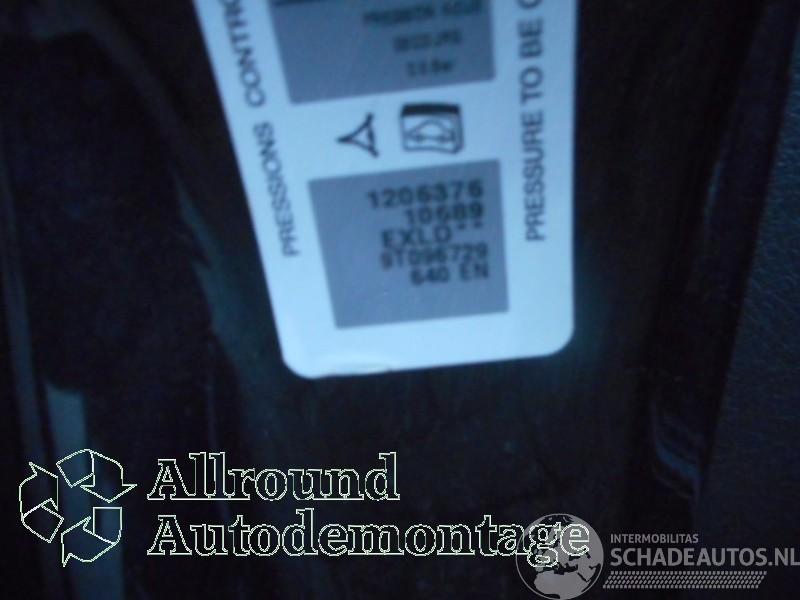 PRESSIONS CONTRO
PRESSURE TO BE C
1206376
10689
EXLD**
9T096729
640 EN
Allround
Autodemontage
INTERMOBILITAS
SCHADEAUTOS.NL